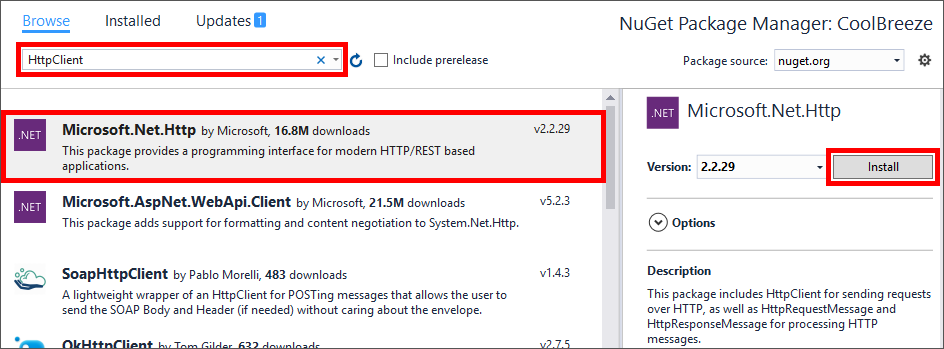 Browse Installed Updates 1
NuGet Package Manager: CoolBreeze
HttpClient
Include prerelease
Package source: nuget.org
.NET
Microsoft.Net.Http by Microsoft, 16.8M downloads v2.2.29
This package provides a programming interface for modern HTTP/REST based
applications.
.NET
Microsoft.AspNet.WebApi.Client by Microsoft, 21.5M downloads v5.2.3
This package adds support for formatting and content negotiation to System.Net.Http.
SoapHttpClient by Pablo Morelli, 483 downloads v1.4.3
A lightweight wrapper of an HttpClient for POSTing messages that allows the user to
send the SOAP Body and Header (if needed) without caring about the envelope.
OkHttpClient by Tom Gilder, 632 downloads v2.7.5
.NET
Microsoft.Net.Http
Version: 2.2.29 Install
Options
Description
This package includes HttpClient for sending requests
over HTTP, as well as HttpRequestMessage and
HttpResponseMessage for processing HTTP
messages.